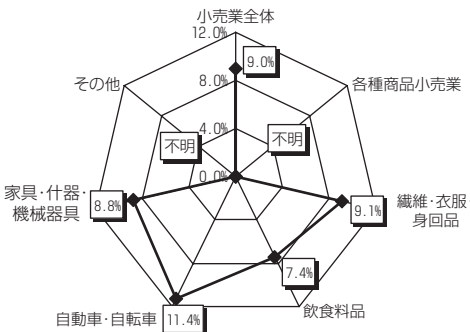 小売業全体
12.0%
9.0%
その他
8.0%
各種商品小売業
不明
4.0%
不明
0.0%
家具・什器・
機械器具
8.8%
9.1%
繊維・衣服
身回品
7.4%
自動車・自転車
11.4%
飲食料品